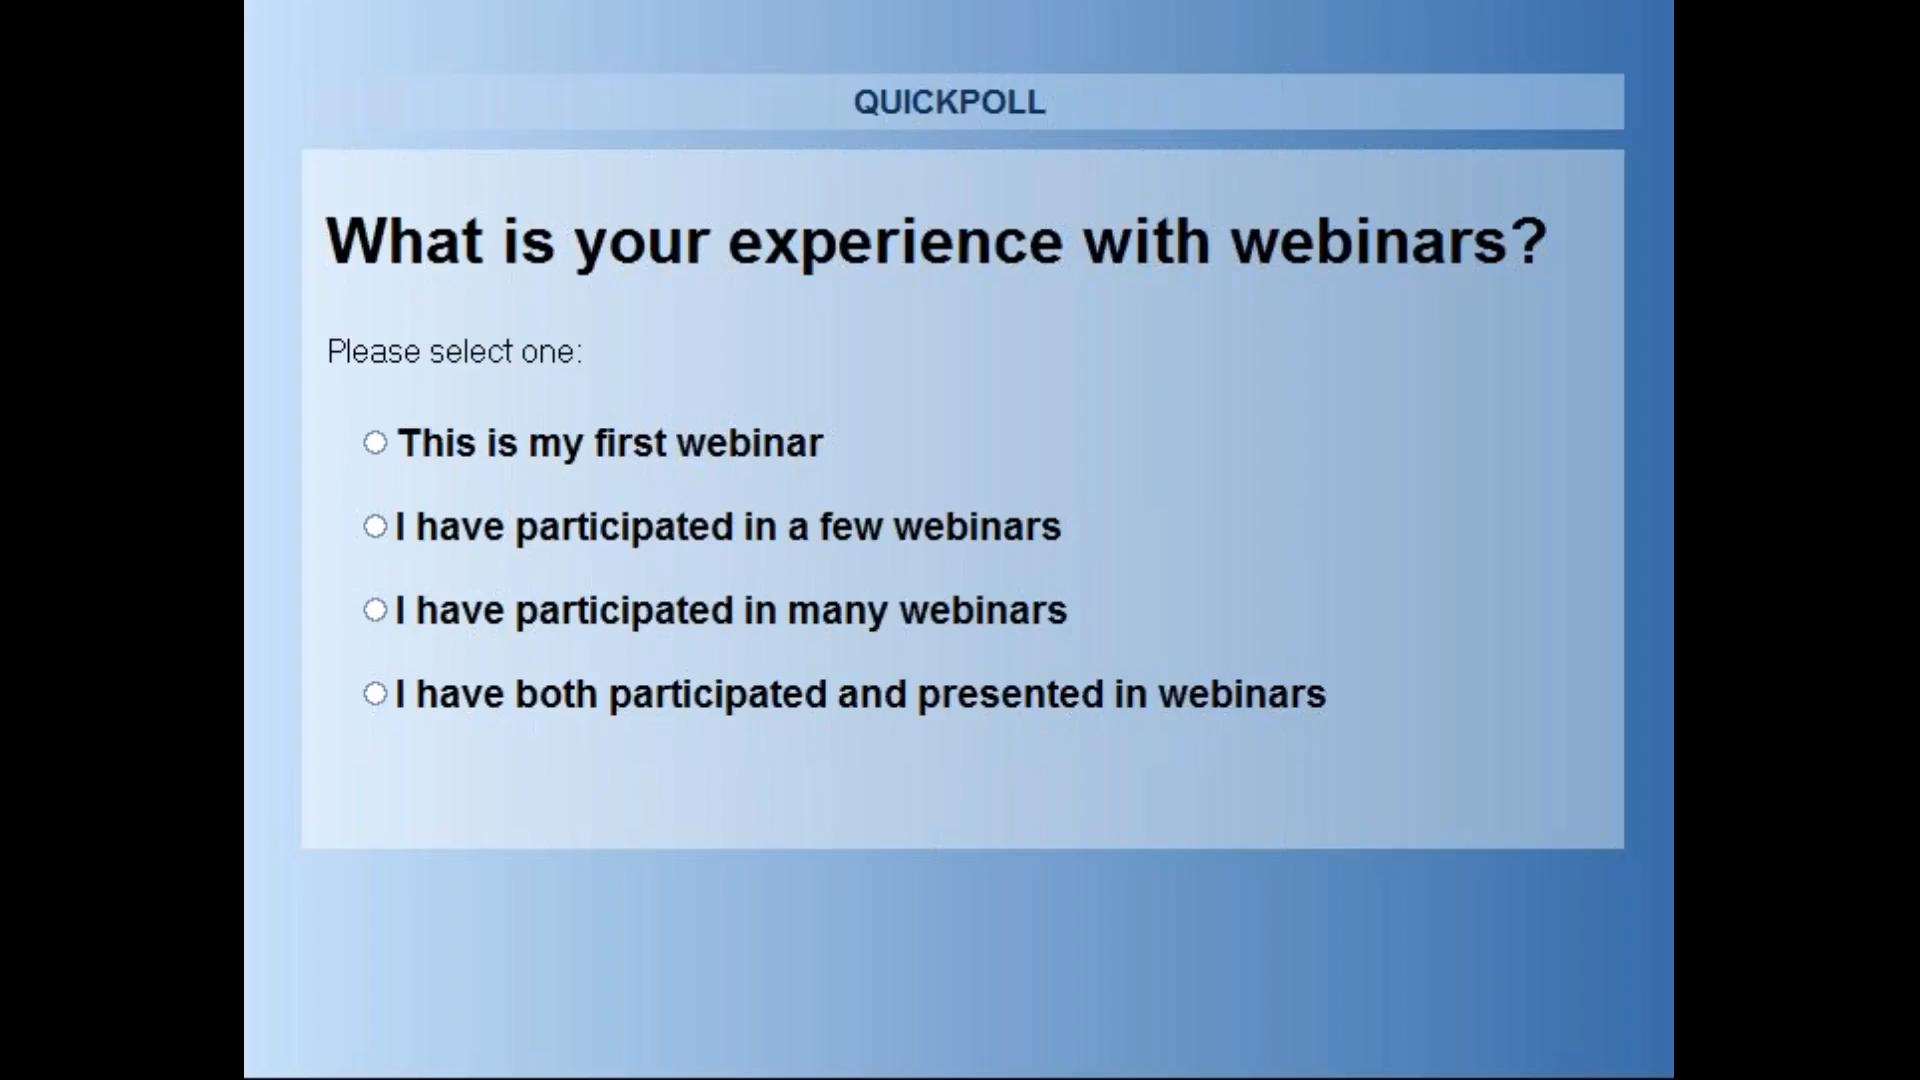 QUICKPOLL
What is your experience with webinars?
Please select one:
This is my first webinar
I have participated in a few webinars
I have participated in many webinars
I have both participated and presented in webinars